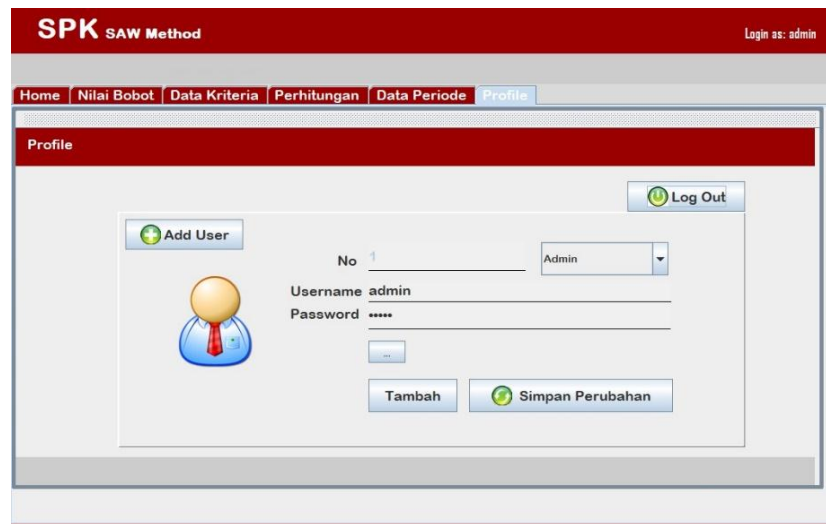 SPK SAW Method
Login as: admin
Home Nilai Bobot Data Kriteria Perhitungan Data Periode Profile
Profile
Log Out
Add User
No 1 Admin
Username admin
Password •••••
...
Tambah Simpan Perubahan